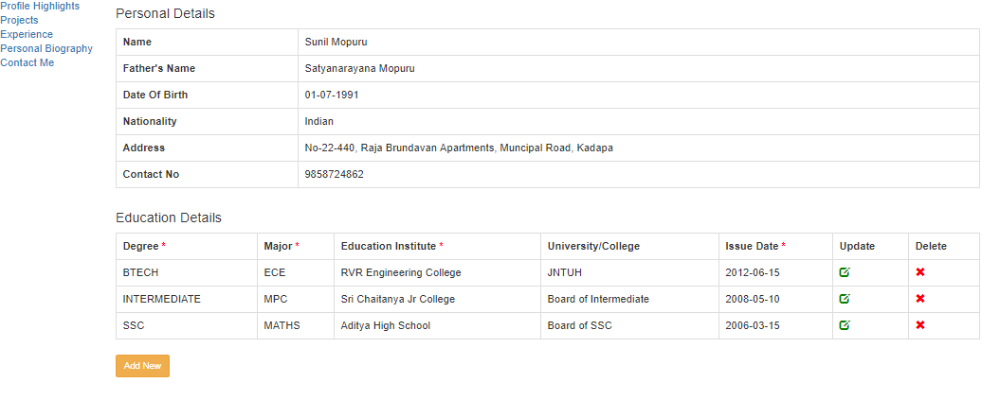 Profile Highlights
Projects
Experience
Personal Biography
Contact Me
Personal Details
Name Sunil Mopuru
Father's Name Satyanarayana Mopuru
Date Of Birth 01-07-1991
Nationality Indian
Address No-22-440, Raja Brundavan Apartments, Muncipal Road, Kadapa
Contact No 9858724862
Education Details
Degree * Major * Education Institute * University/College Issue Date * Update Delete
BTECH ECE RVR Engineering College JNTUH 2012-06-15
INTERMEDIATE MPC Sri Chaitanya Jr College Board of Intermediate 2008-05-10
SSC MATHS Aditya High School Board of SSC 2006-03-15
Add New